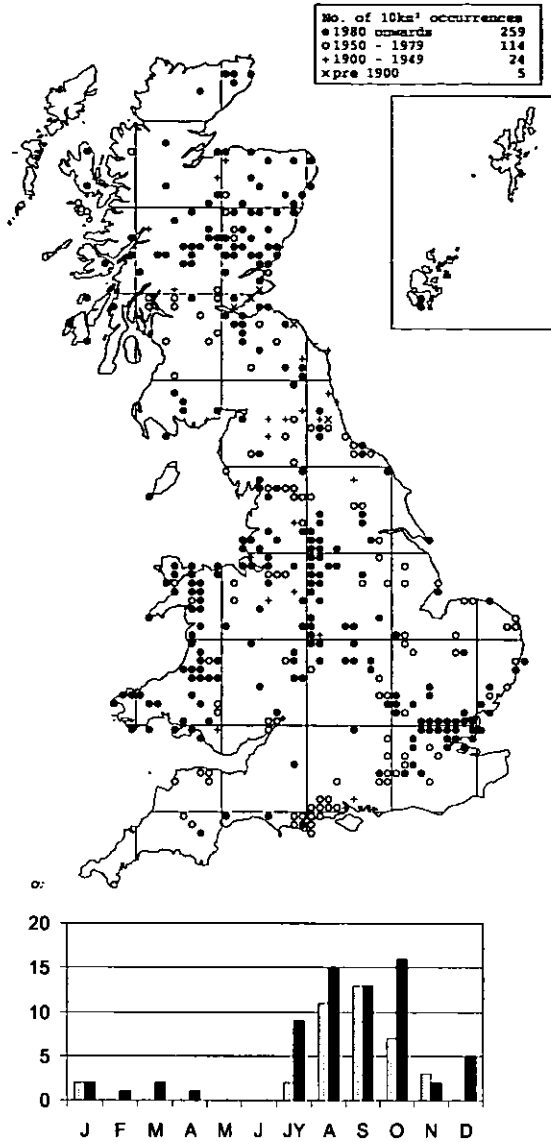 No. of 10km² occurrences
● 1980 onwards 259
○ 1950 - 1979 114
+ 1900 - 1949 24
× pre 1900 5
20
15
10
5
0
J F M A M J JY A S O N D